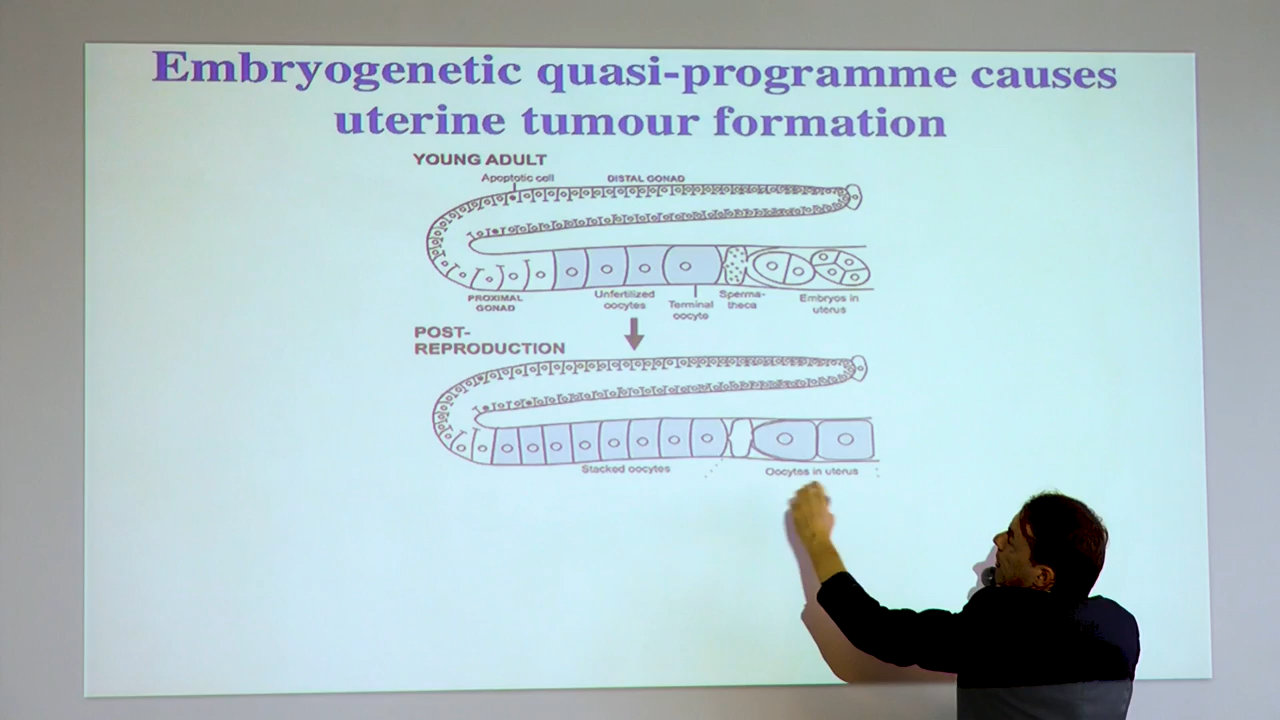 Embryogenetic quasi-programme causes
uterine tumour formation
YOUNG ADULT
Apoptotic cell
DISTAL GONAD
PROXIMAL
GONAD
Unfertilized
oocytes
Terminal
oocyte
Sperma-
theca
Embryos in
uterus
POST-
REPRODUCTION
Stacked oocytes
Oocytes in uterus